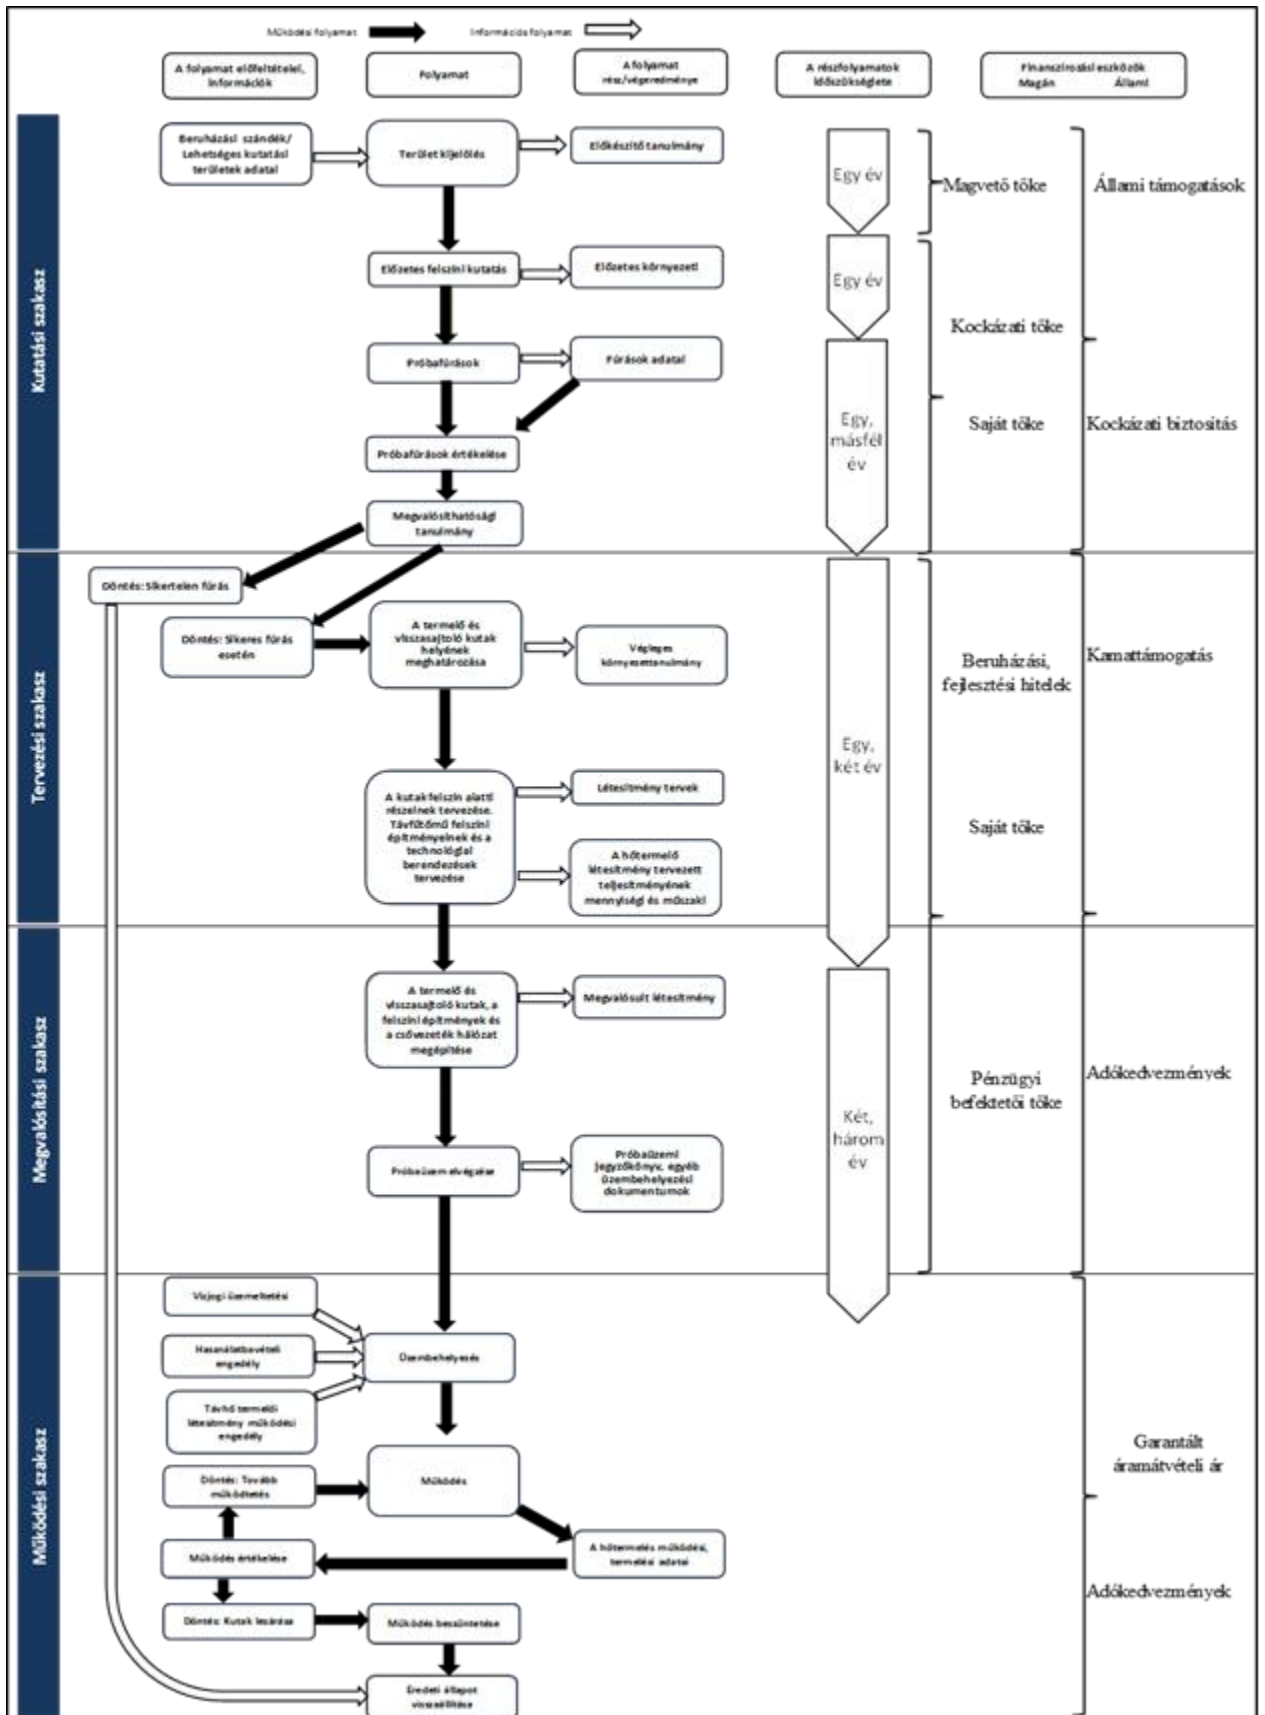 Működési folyamat
Információs folyamat
A folyamat előfeltételei,
információk
Folyamat
A folyamat
rész/végeredménye
A részfolyamatok
időszükséglete
Finanszírozási eszközök
Magán Állami
Kutatási szakasz
Beruházási szándék/
Lehetséges kutatási
területek adatai
Terület kijelölés
Előkészítő tanulmány
Egy év
Magvető tőke
Állami támogatások
Előzetes felszíni kutatás
Előzetes környezeti
Egy év
Kockázati tőke
Próbafúrások
Fúrások adatai
Egy,
másfél
év
Saját tőke
Kockázati biztosítás
Próbafúrások értékelése
Megvalósíthatósági
tanulmány
Tervezési szakasz
Döntés: Sikertelen fúrás
Döntés: Sikeres fúrás
esetén
A termelő és
visszasajtoló kutak
helyének
meghatározása
Végleges
környezettanulmány
Beruházási,
fejlesztési hitelek
Kamattámogatás
Egy,
két év
A kutak felszín alatti
részeinek tervezése.
Távfűtőmű felszíni
építményeinek és a
technológiai
berendezések
tervezése
Létesítmény tervek
Saját tőke
A hőtermelő
létesítmény tervezett
teljesítményének
mennyiségi és műszaki
Megvalósítási szakasz
A termelő és
visszasajtoló kutak, a
felszíni építmények és
a csővezeték hálózat
megépítése
Megvalósult létesítmény
Pénzügyi
befektetői tőke
Adókedvezmények
Két,
három
év
Próbaüzem elvégzése
Próbaüzemi
jegyzőkönyv, egyéb
üzembehelyezési
dokumentumok
Működési szakasz
Vízjogi üzemeltetési
Használatbavételi
engedély
Üzembehelyezés
Távhő termelői
létesítmény működési
engedély
Garantált
áramátvételi ár
Döntés: Tovább
működtetés
Működés
Működés értékelése
A hőtermelés működési,
termelési adatai
Adókedvezmények
Döntés: Kutak lezárása
Működés beszüntetése
Eredeti állapot
visszaállítása